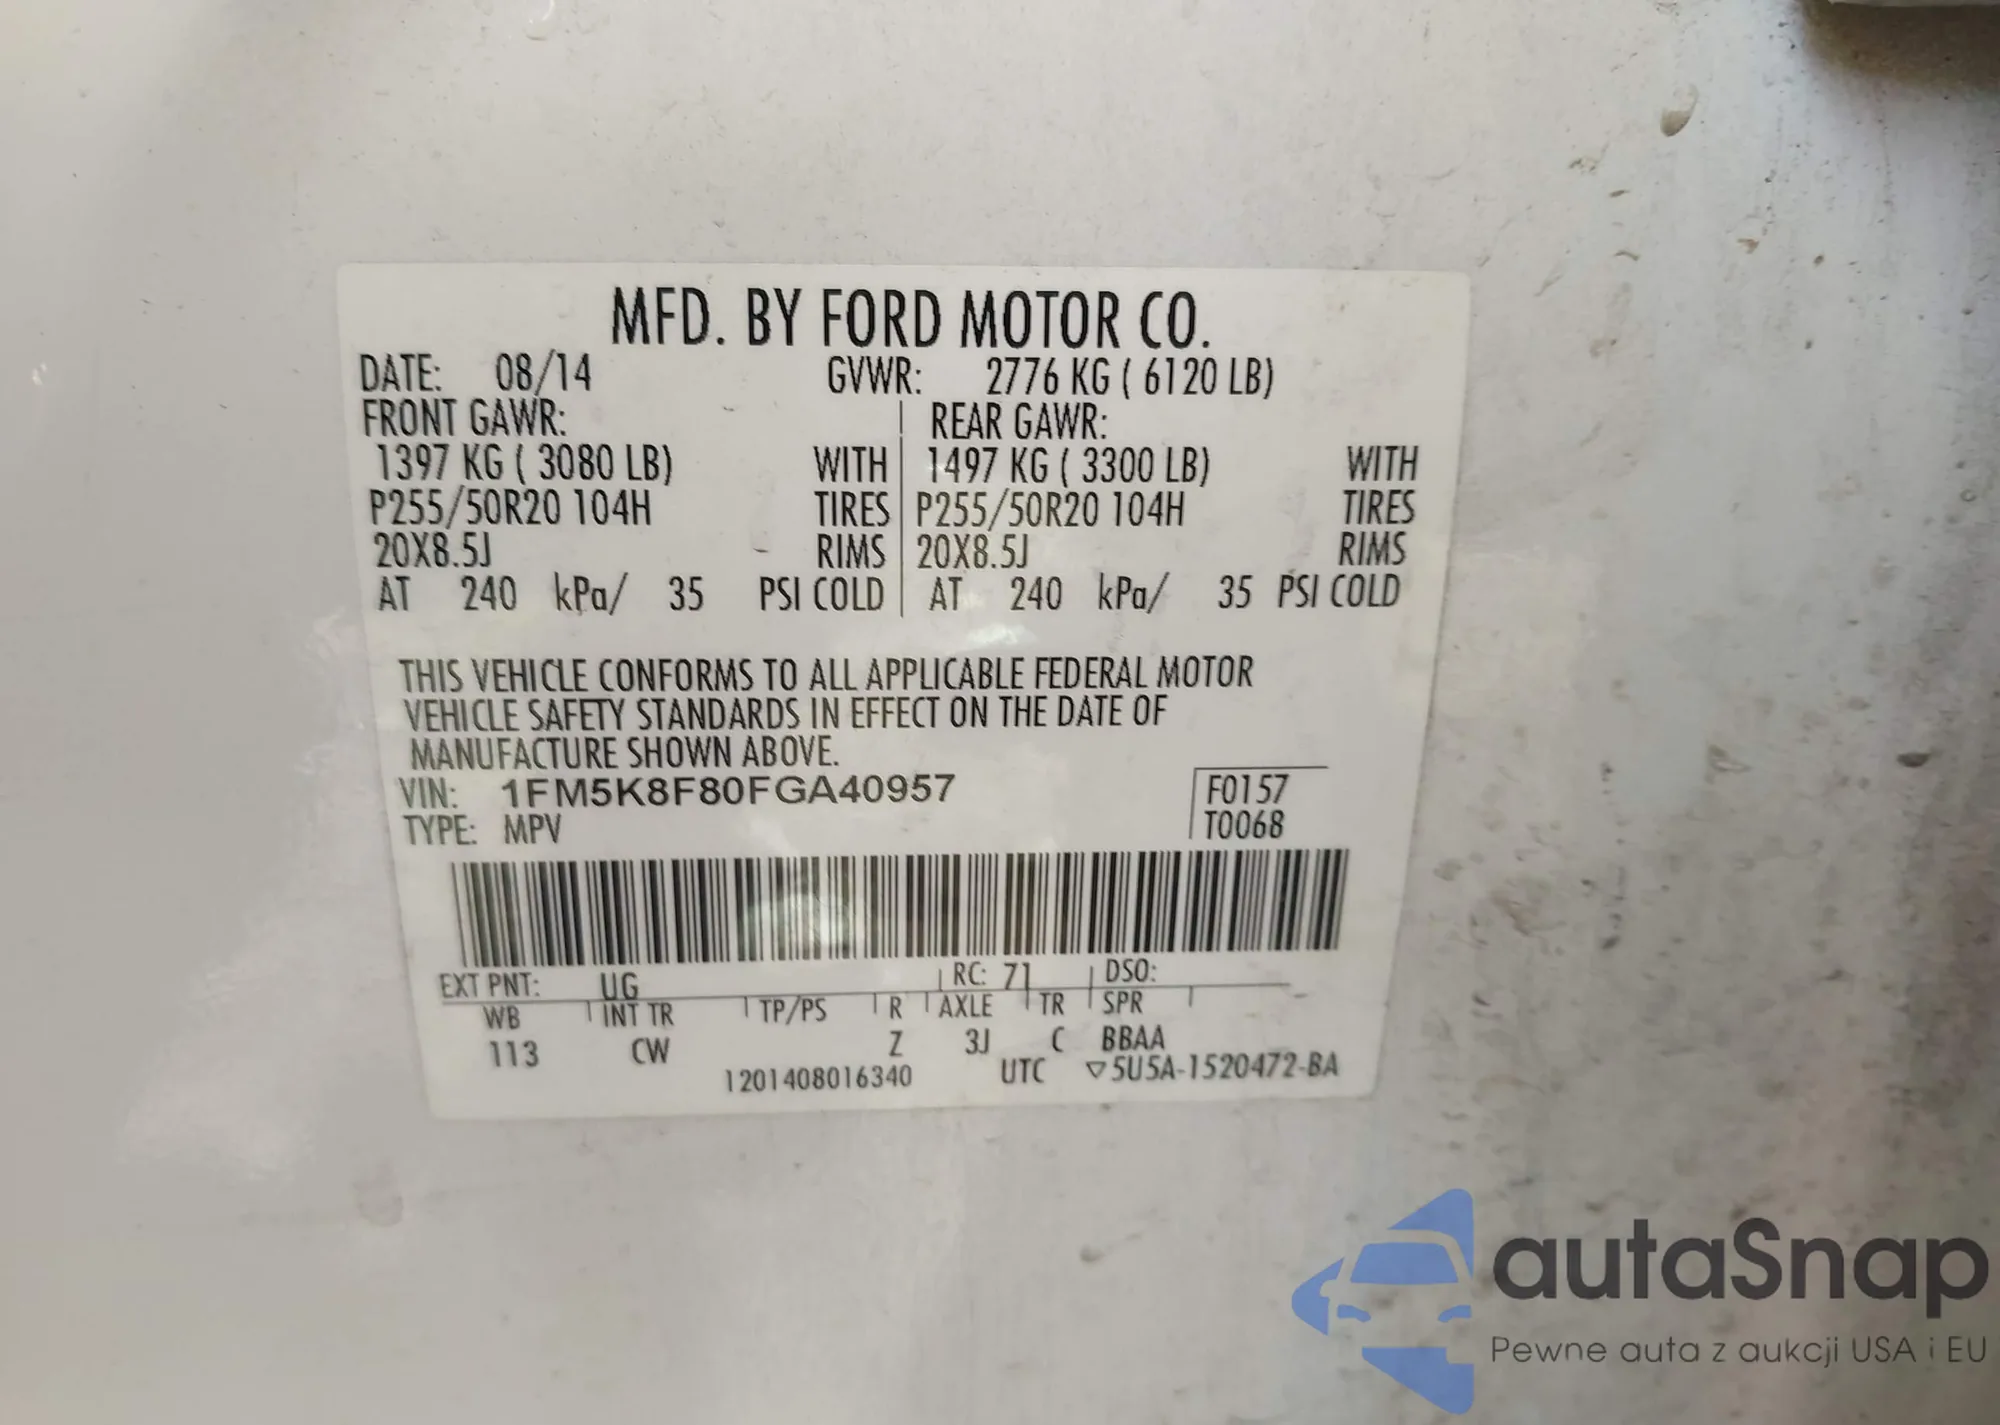 MFD. BY FORD MOTOR CO.
DATE: 08/14 GVWR: 2776 KG ( 6120 LB)
FRONT GAWR: REAR GAWR:
1397 KG ( 3080 LB) WITH 1497 KG ( 3300 LB) WITH
P255/50R20 104H TIRES P255/50R20 104H TIRES
20X8.5J RIMS 20X8.5J RIMS
AT 240 kPa/ 35 PSI COLD AT 240 kPa/ 35 PSI COLD
THIS VEHICLE CONFORMS TO ALL APPLICABLE FEDERAL MOTOR
VEHICLE SAFETY STANDARDS IN EFFECT ON THE DATE OF
MANUFACTURE SHOWN ABOVE.
VIN: 1FM5K8F80FGA40957 F0157
TYPE: MPV T0068
EXT PNT: UG RC: 71 DSO:
WB INT TR TP/PS R AXLE TR SPR
113 CW Z 3J C BBAA
1201408016340 UTC ▽5U5A-1520472-BA
autaSnap
Pewne auta z aukcji USA i EU